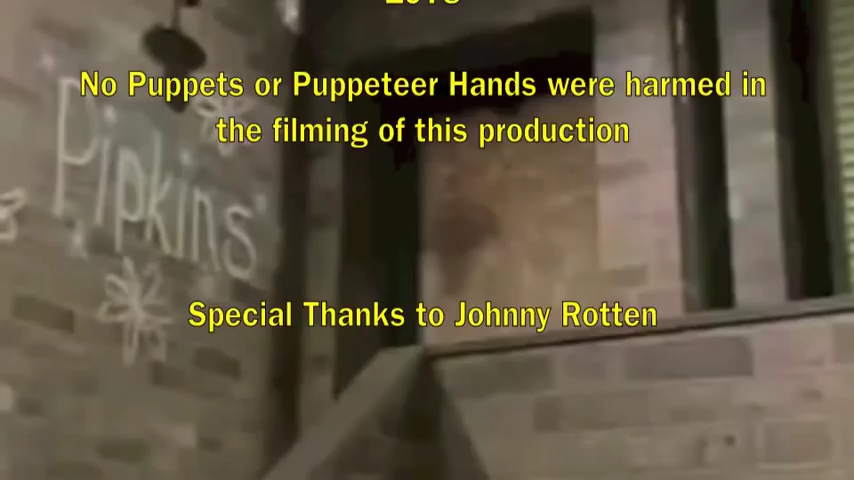 No Puppets or Puppeteer Hands were harmed in
the filming of this production
Pipkins
Special Thanks to Johnny Rotten